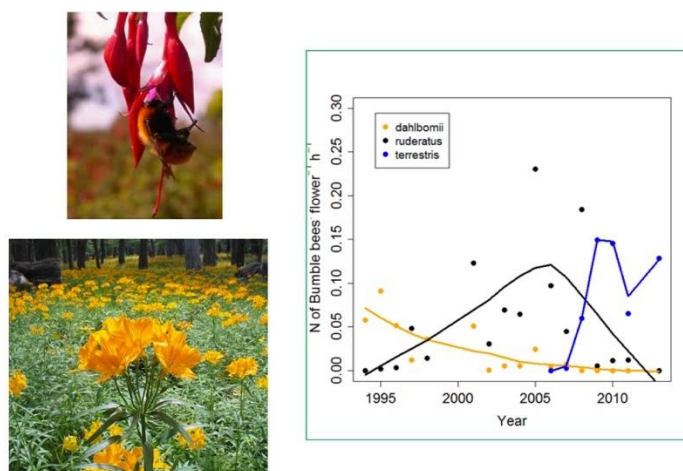 dahlbomii
ruderatus
terrestris
N of Bumble bees flower⁻¹ h⁻¹
0.00 0.05 0.10 0.15 0.20 0.25 0.30
1995 2000 2005 2010
Year